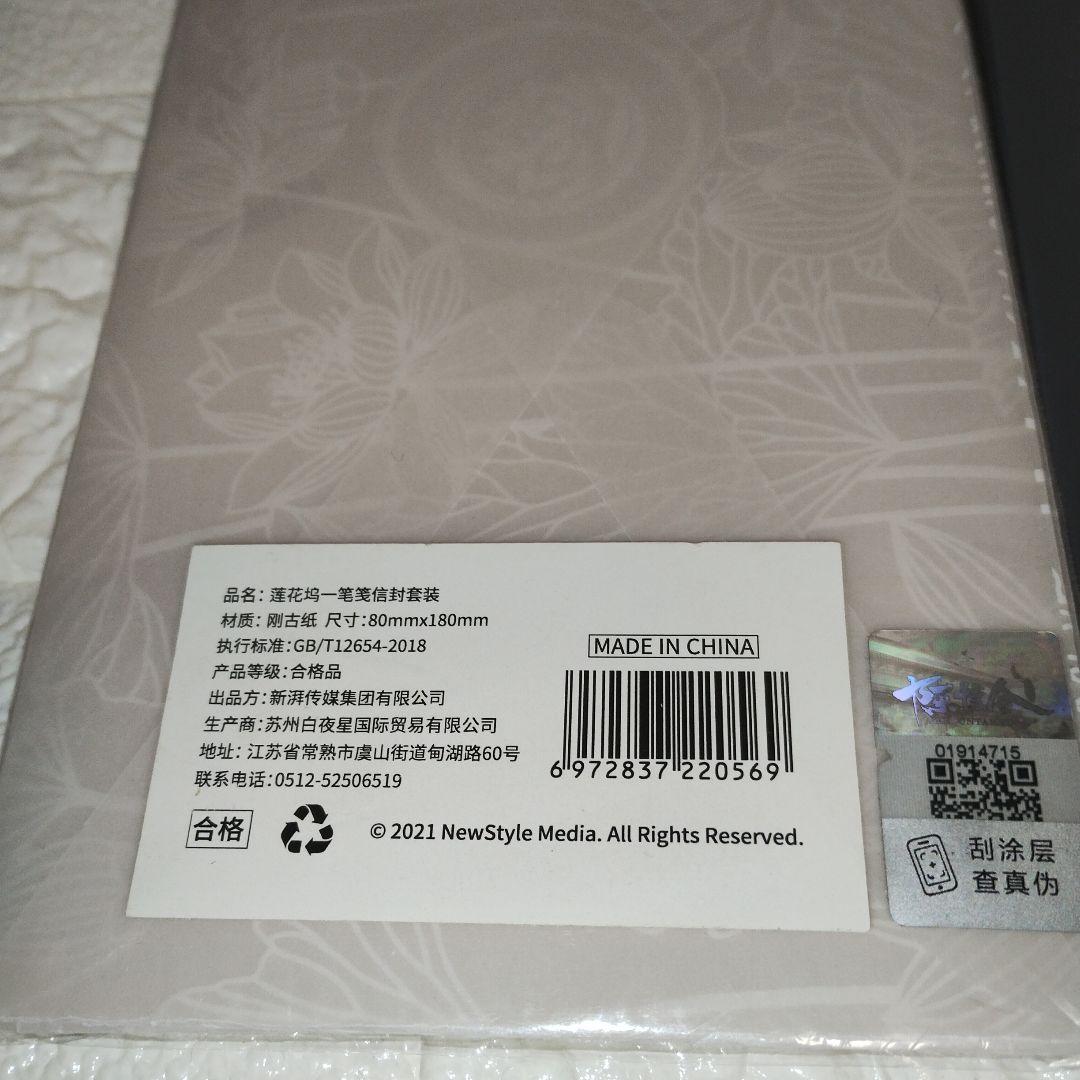 品名：莲花坞一笔笺信封套装
材质：刚古纸 尺寸：80mmx180mm
执行标准：GB/T12654-2018
产品等级：合格品
出品方：新湃传媒集团有限公司
生产商：苏州白夜星国际贸易有限公司
地址：江苏省常熟市虞山街道甸湖路60号
联系电话：0512-52506519
合格
© 2021 NewStyle Media. All Rights Reserved.
MADE IN CHINA
6 972837 220569
01914715
刮涂层
查真伪